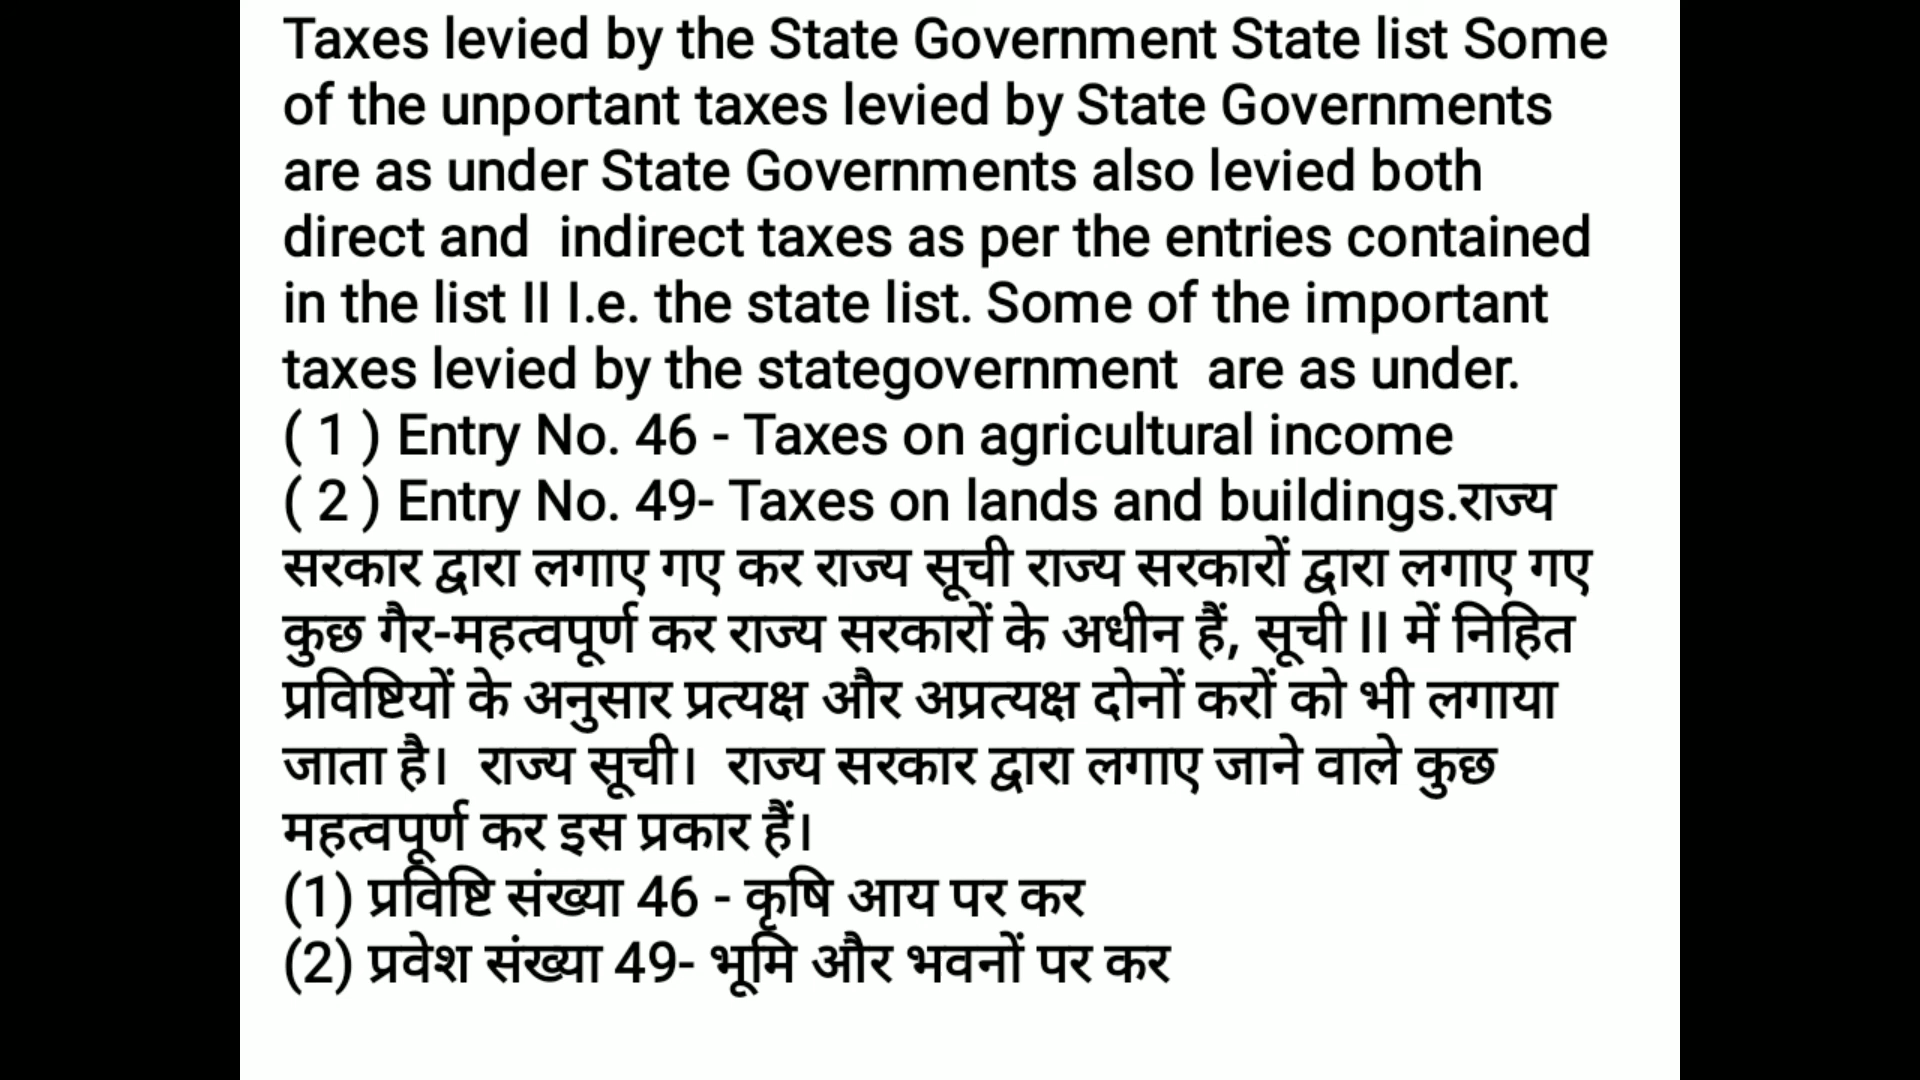 Taxes levied by the State Government State list Some
of the unportant taxes levied by State Governments
are as under State Governments also levied both
direct and  indirect taxes as per the entries contained
in the list II I.e. the state list. Some of the important
taxes levied by the stategovernment  are as under.
( 1 ) Entry No. 46 - Taxes on agricultural income
( 2 ) Entry No. 49- Taxes on lands and buildings.राज्य
सरकार द्वारा लगाए गए कर राज्य सूची राज्य सरकारों द्वारा लगाए गए
कुछ गैर-महत्वपूर्ण कर राज्य सरकारों के अधीन हैं, सूची II में निहित
प्रविष्टियों के अनुसार प्रत्यक्ष और अप्रत्यक्ष दोनों करों को भी लगाया
जाता है।  राज्य सूची।  राज्य सरकार द्वारा लगाए जाने वाले कुछ
महत्वपूर्ण कर इस प्रकार हैं।
(1) प्रविष्टि संख्या 46 - कृषि आय पर कर
(2) प्रवेश संख्या 49- भूमि और भवनों पर कर